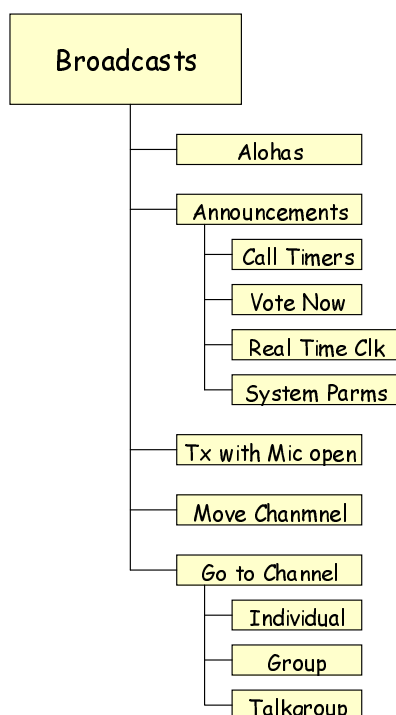 Broadcasts
Alohas
Announcements
Call Timers
Vote Now
Real Time Clk
System Parms
Tx with Mic open
Move Chanmnel
Go to Channel
Individual
Group
Talkgroup